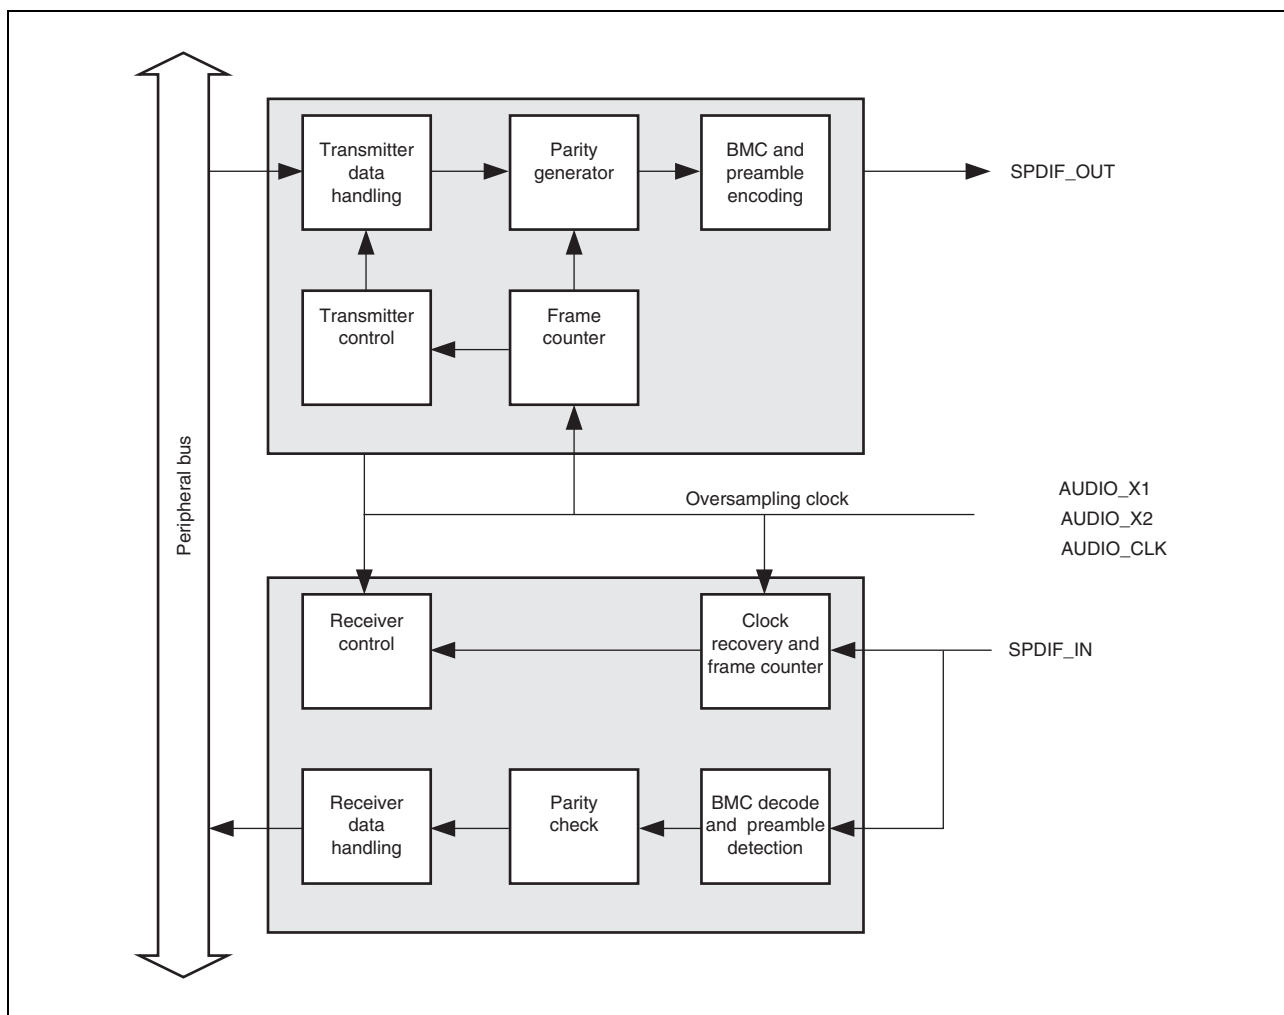 Transmitter
data
handling
Parity
generator
BMC and
preamble
encoding
SPDIF_OUT
Transmitter
control
Frame
counter
Peripheral bus
Oversampling clock
AUDIO_X1
AUDIO_X2
AUDIO_CLK
Receiver
control
Clock
recovery and
frame counter
SPDIF_IN
Receiver
data
handling
Parity
check
BMC decode
and preamble
detection